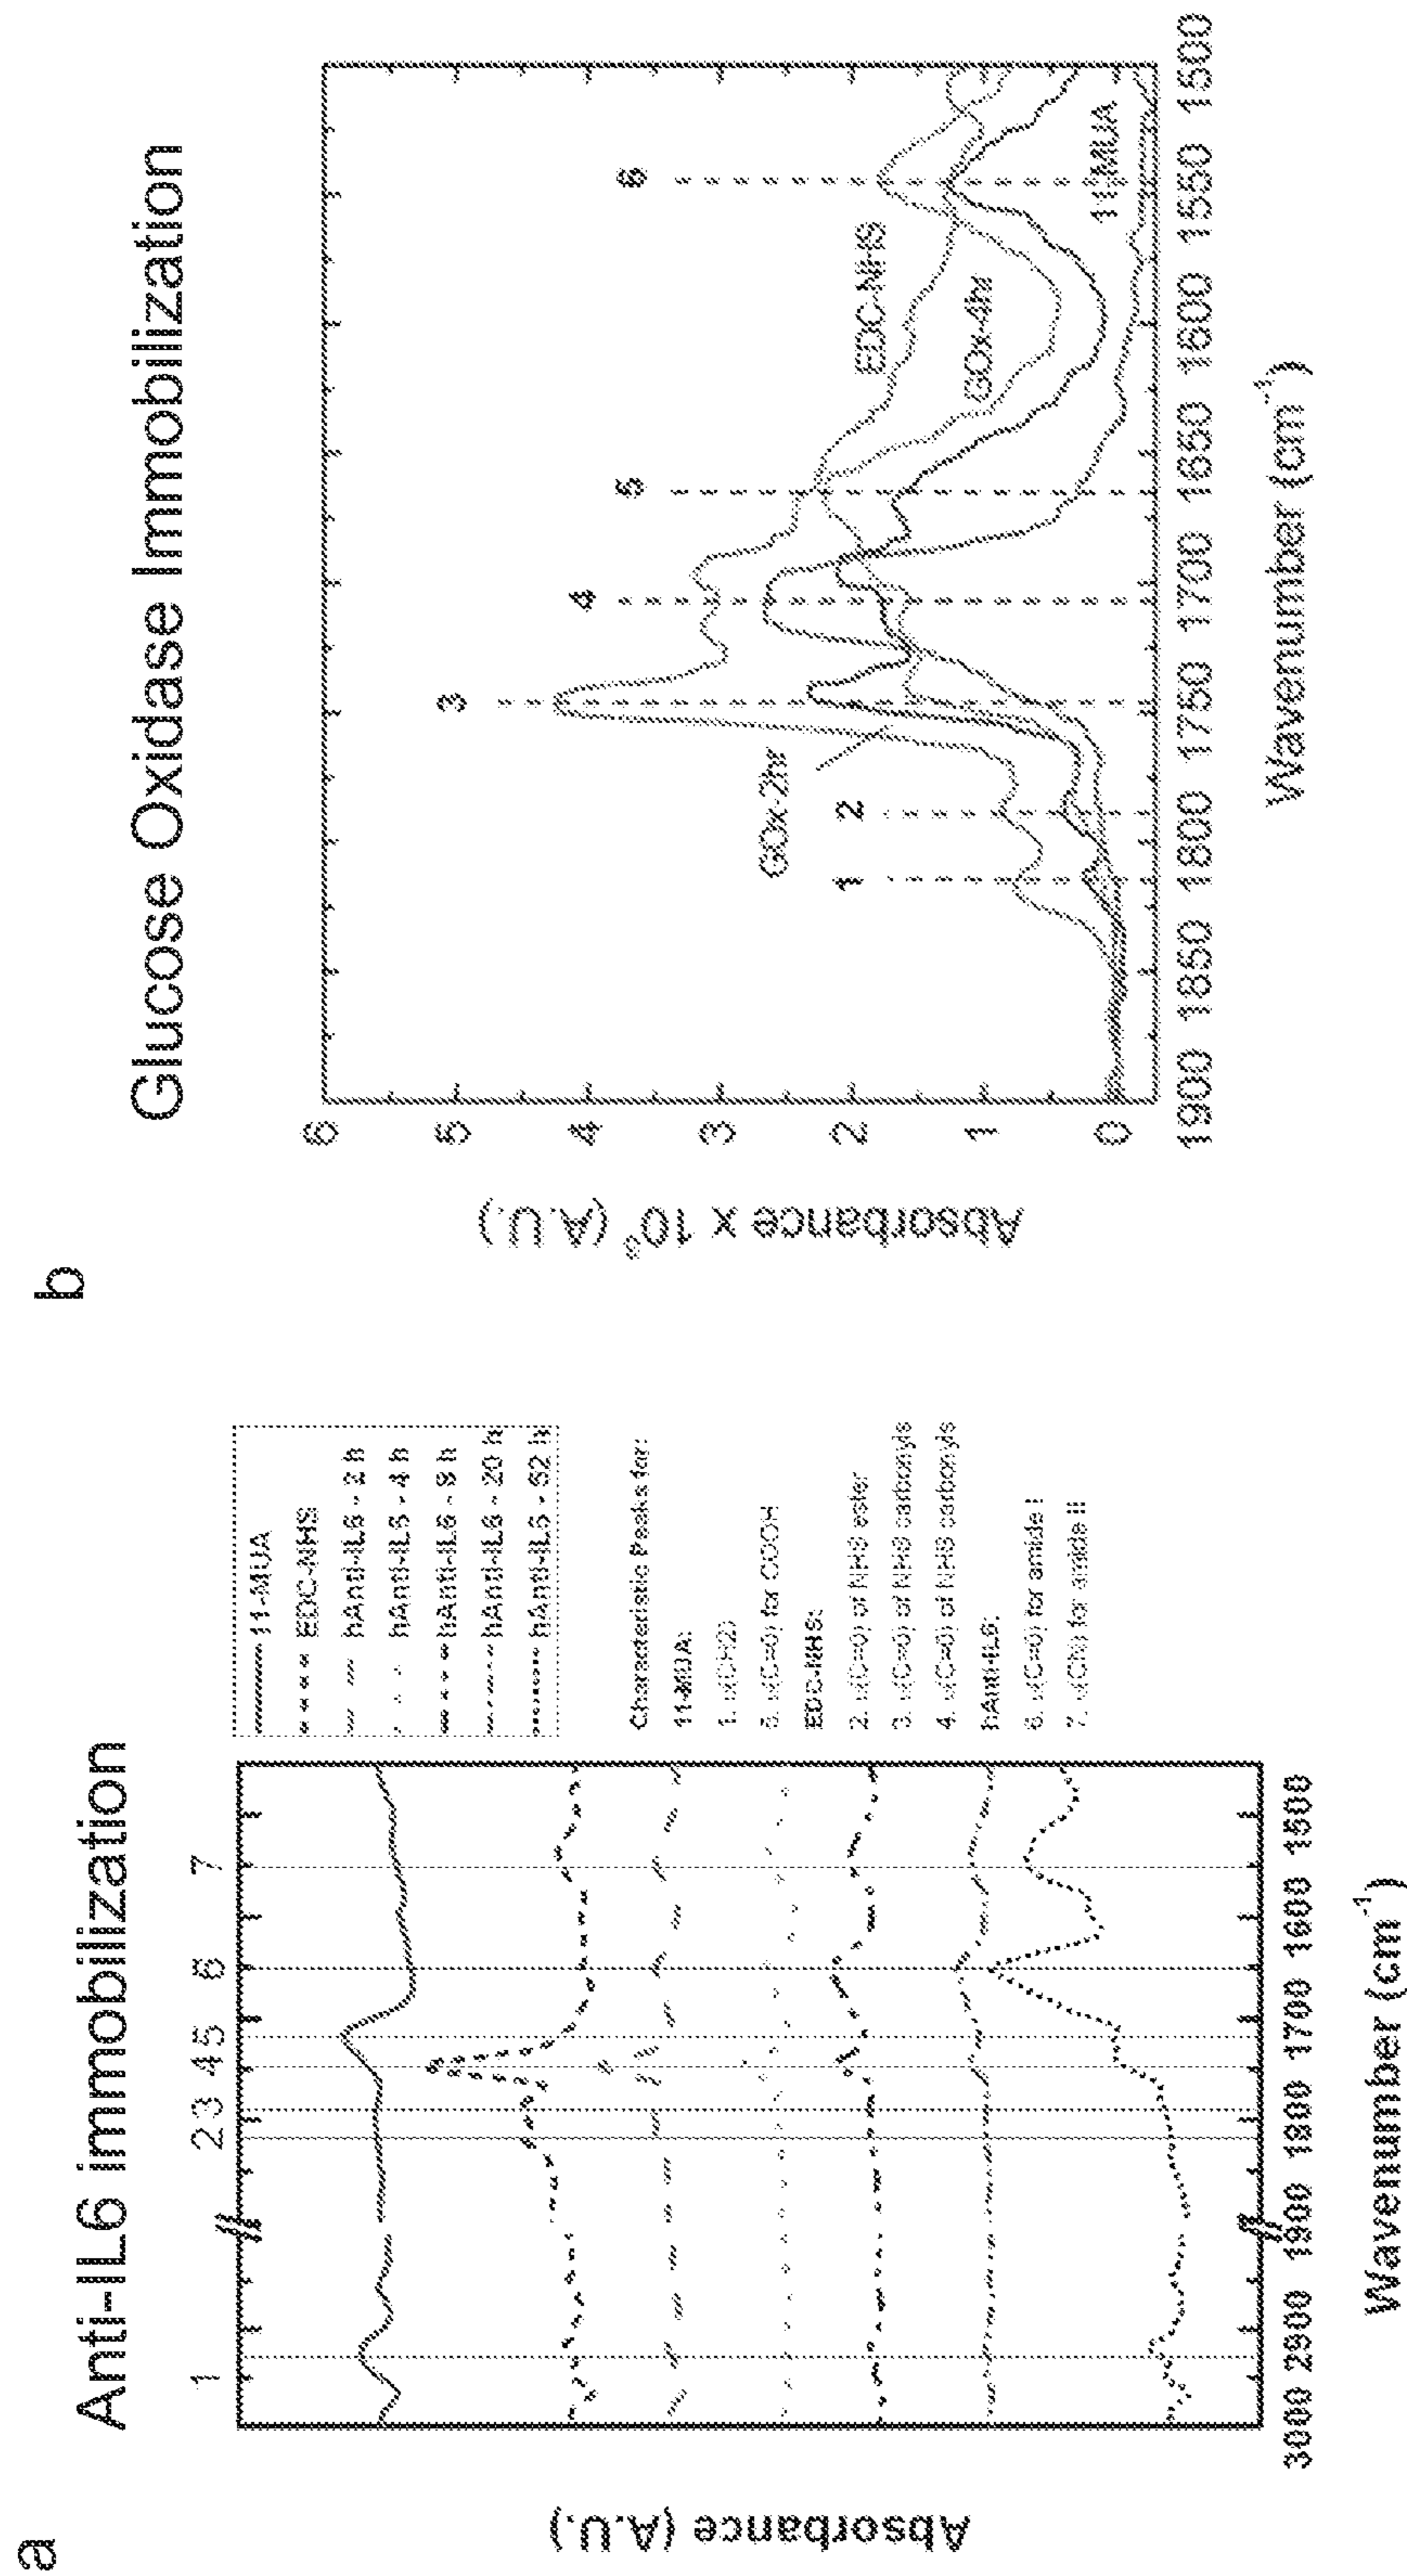 a
Anti-IL6 immobilization
1
2
3
4
5
6
7
Absorbance (A.U.)
3000 2900 1900 1800 1700 1600 1500
Wavenumber (cm⁻¹)
11-MUA
EDC-NHS
hAnti-IL6 - 2 h
hAnti-IL6 - 4 h
hAnti-IL6 - 9 h
hAnti-IL6 - 20 h
hAnti-IL6 - 52 h
Characteristic Peaks for:
11-MUA:
1. ν(CH2)
5. ν(C=O) for COOH
EDC-NHS:
2. ν(C=O) of NHS ester
3. ν(C=O) of NHS carbonyls
4. ν(C=O) of NHS carbonyls
hAnti-IL6:
6. ν(C=O) for amide I
7. ν(CN) for amide II
b
Glucose Oxidase Immobilization
6
5
4
3
2
1
0
Absorbance x 10³ (A.U.)
1
2
3
4
5
6
GOx-2hr
EDC-NHS
GOx-4hr
11-MUA
1900 1850 1800 1750 1700 1650 1600 1550 1500
Wavenumber (cm⁻¹)